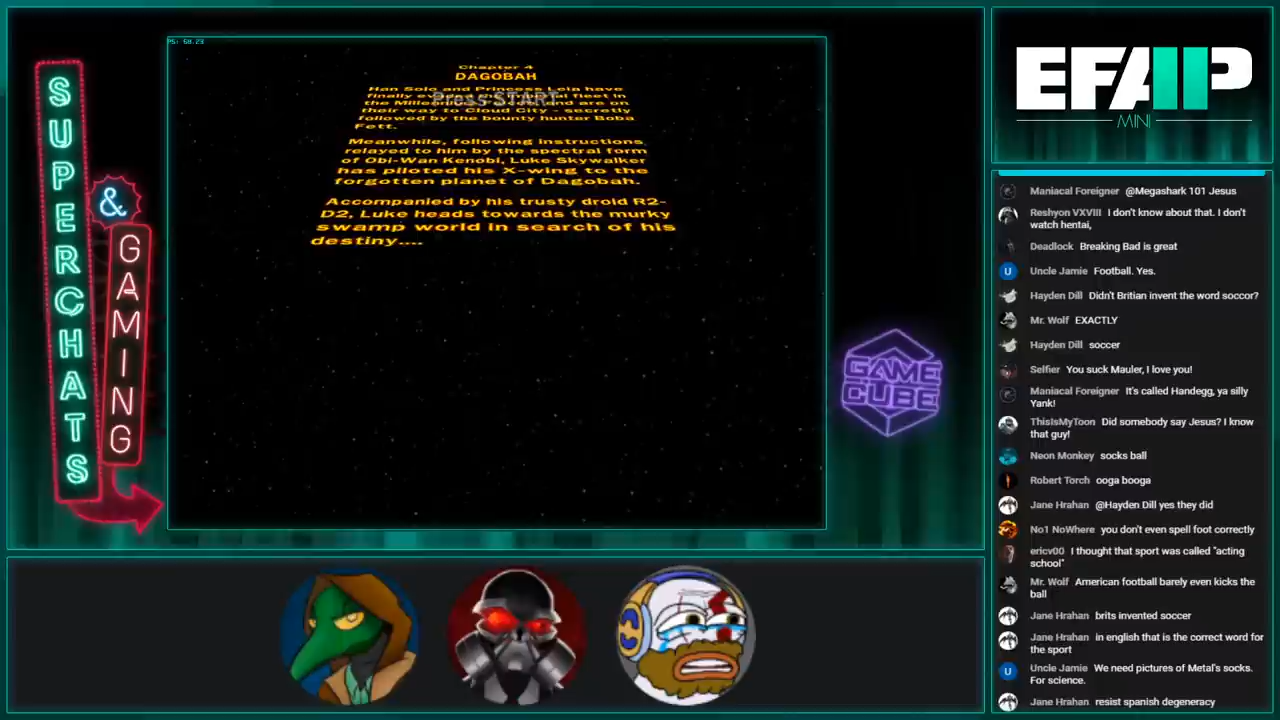 SUPERCHATS
&
GAMING
PS: 58.23
Chapter 4
DAGOBAH
Han Solo and Princess Leia have
finally
fleet in
the
and are on
Press START
their way to Cloud City - secretly
followed by the bounty hunter Boba
Fett.
Meanwhile, following instructions
relayed to him by the spectral form
of Obi-Wan Kenobi, Luke Skywalker
has piloted his X-wing to the
forgotten planet of Dagobah.
Accompanied by his trusty droid R2-
D2, Luke heads towards the murky
swamp world in search of his
destiny....
GAME
CUBE
EFAP
MINI
Maniacal Foreigner @Megashark 101 Jesus
Reshyon VXVIII I don't know about that. I don't
watch hentai,
Deadlock Breaking Bad is great
U Uncle Jamie Football. Yes.
Hayden Dill Didn't Britian invent the word soccor?
Mr. Wolf EXACTLY
Hayden Dill soccer
Selfier You suck Mauler, I love you!
Maniacal Foreigner It's called Handegg, ya silly
Yank!
ThisIsMyToon Did somebody say Jesus? I know
that guy!
Neon Monkey socks ball
Robert Torch ooga booga
Jane Hrahan @Hayden Dill yes they did
No1 NoWhere you don't even spell foot correctly
ericv00 I thought that sport was called "acting
school"
Mr. Wolf American football barely even kicks the
ball
Jane Hrahan brits invented soccer
Jane Hrahan in english that is the correct word for
the sport
U Uncle Jamie We need pictures of Metal's socks.
For science.
Jane Hrahan resist spanish degeneracy